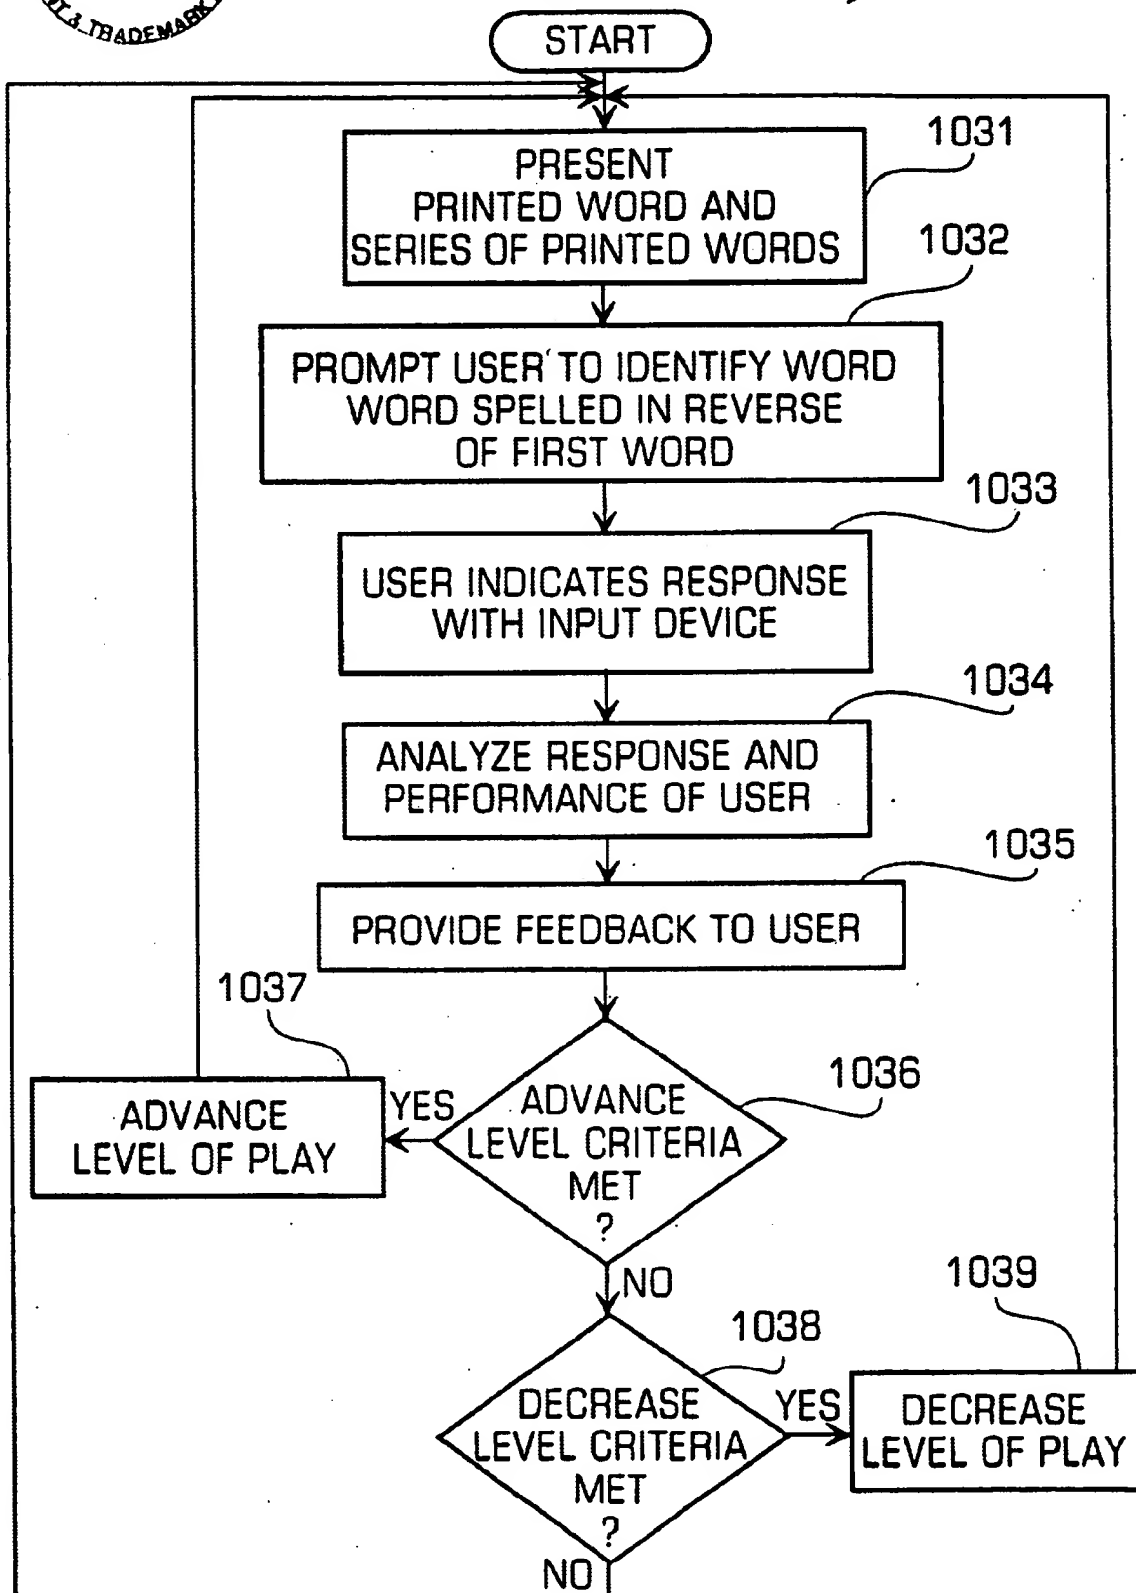 & TRADEMARK
START
1031
PRESENT
PRINTED WORD AND
SERIES OF PRINTED WORDS
1032
PROMPT USER TO IDENTIFY WORD
WORD SPELLED IN REVERSE
OF FIRST WORD
1033
USER INDICATES RESPONSE
WITH INPUT DEVICE
1034
ANALYZE RESPONSE AND
PERFORMANCE OF USER
1035
PROVIDE FEEDBACK TO USER
1037
ADVANCE
LEVEL OF PLAY
YES
1036
ADVANCE
LEVEL CRITERIA
MET
?
NO
1038
DECREASE
LEVEL CRITERIA
MET
?
YES
1039
DECREASE
LEVEL OF PLAY
NO